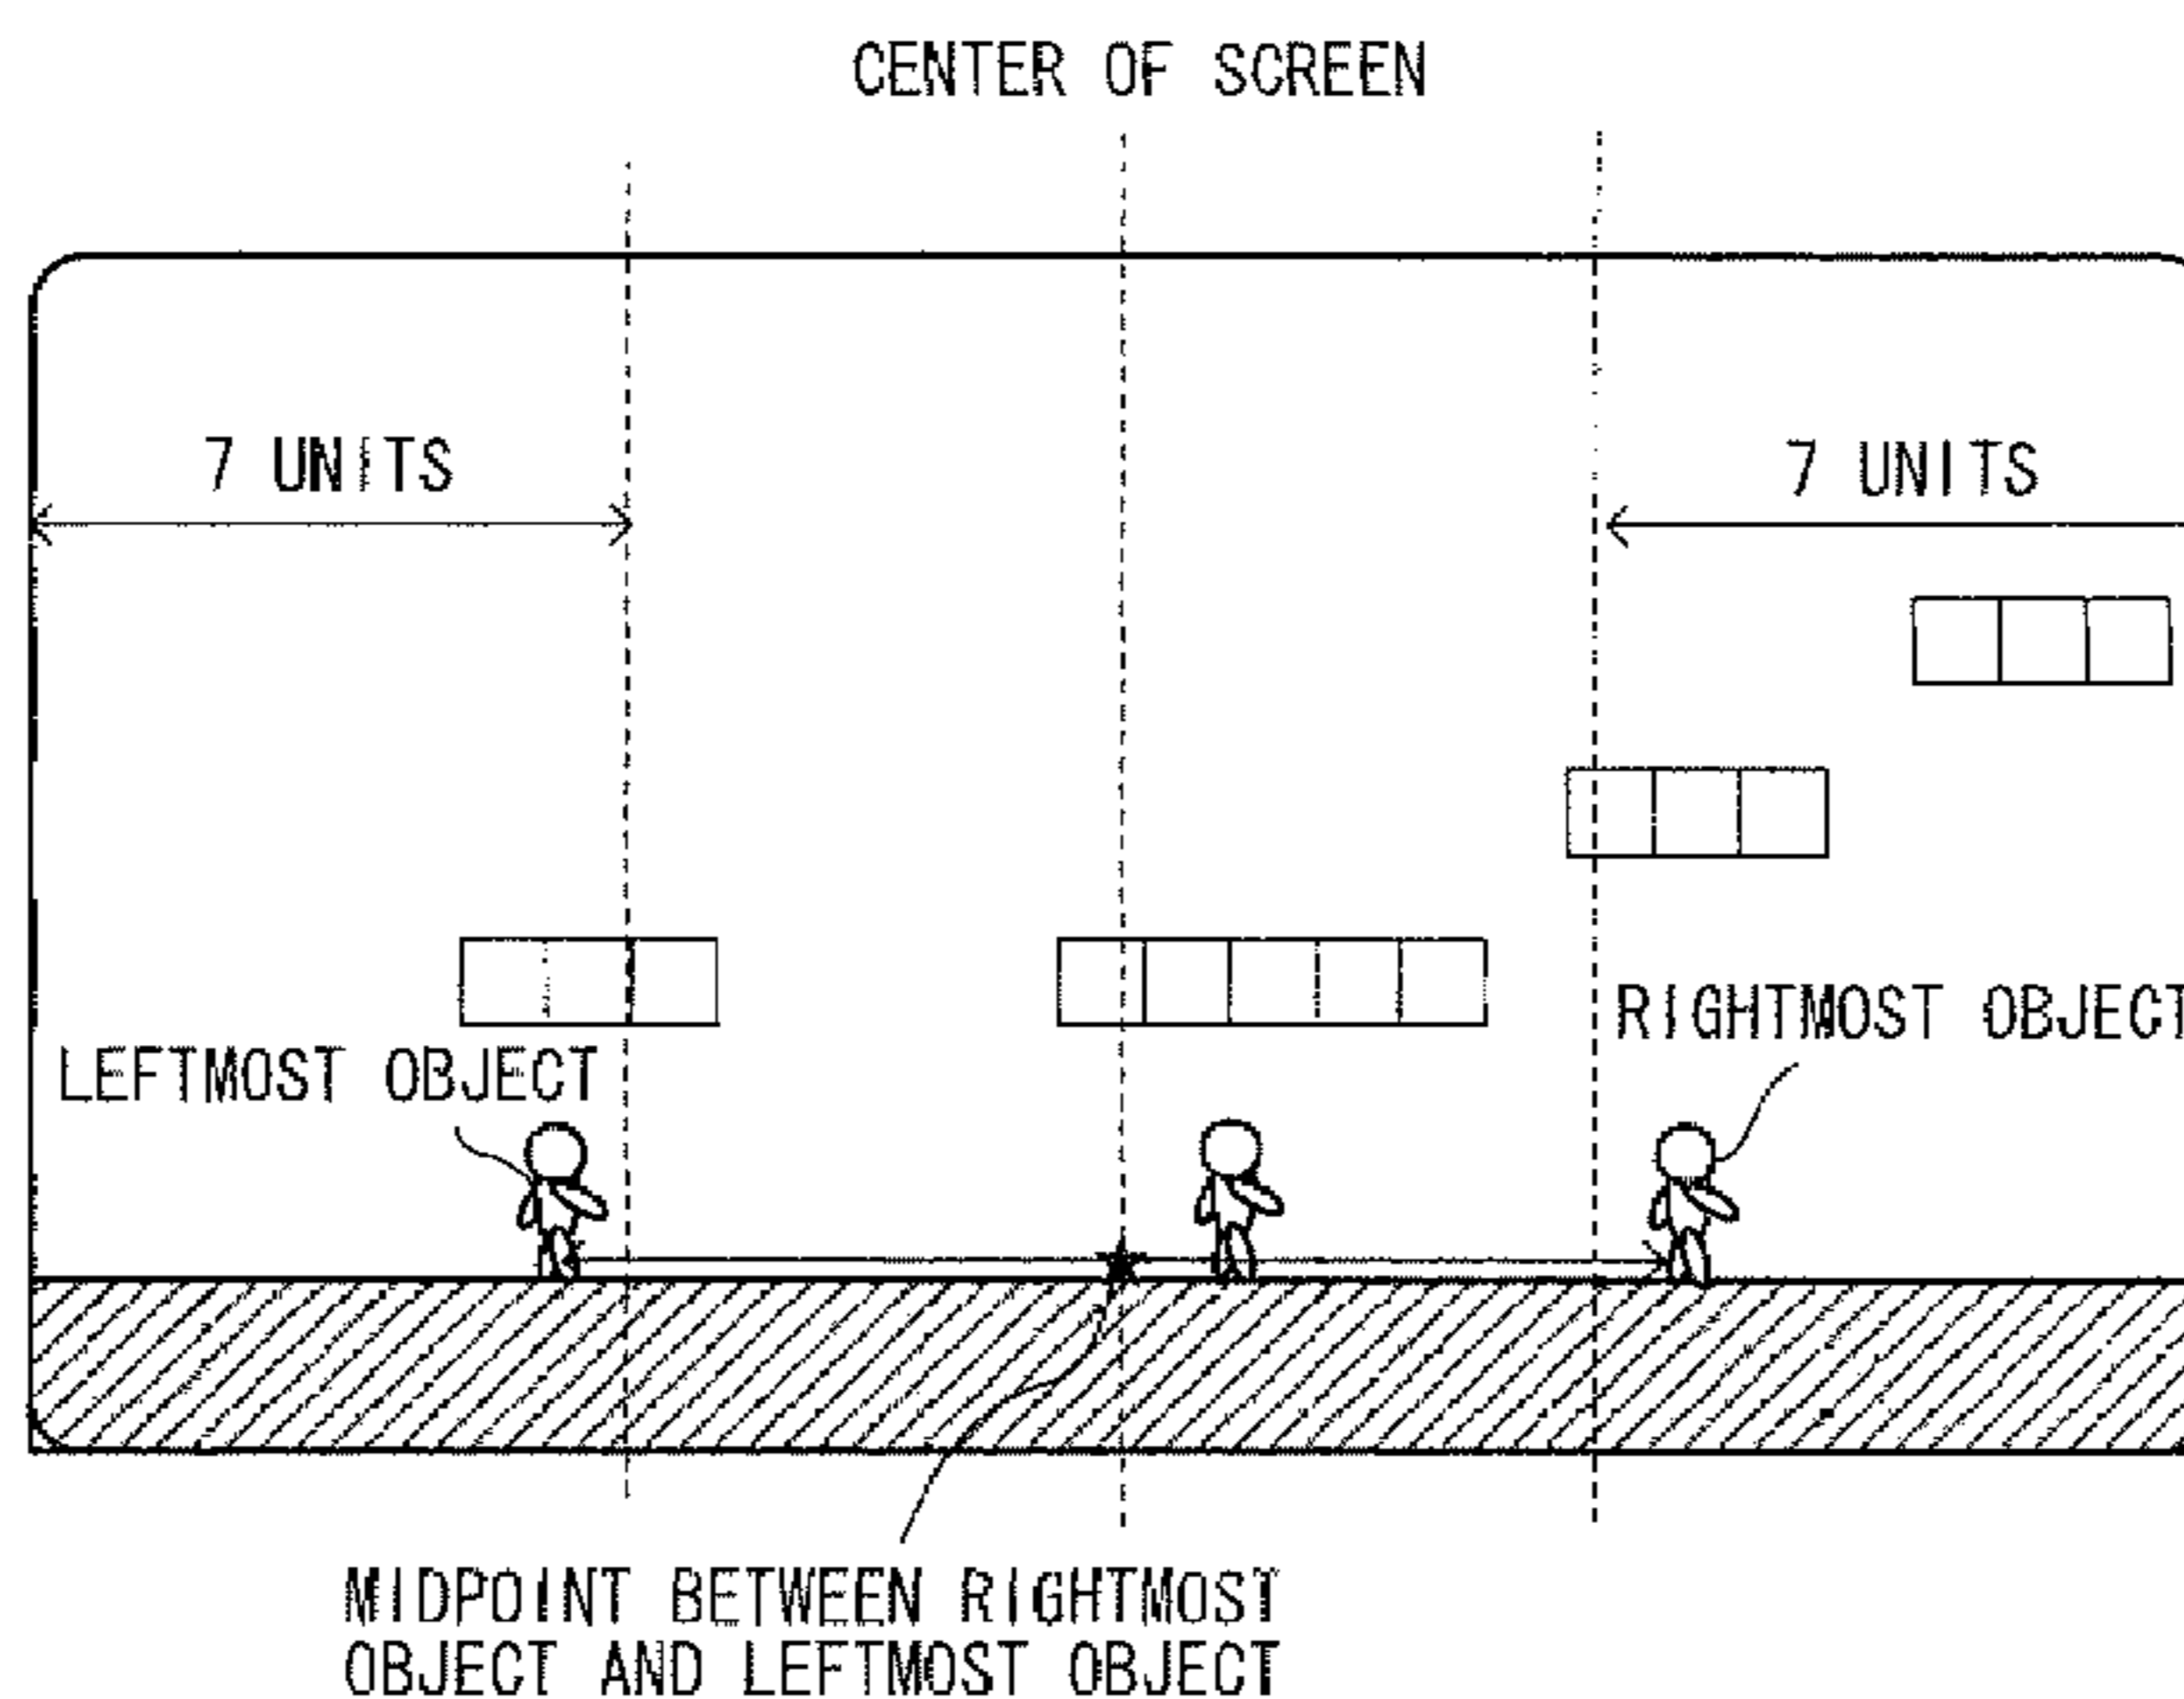 CENTER OF SCREEN
7 UNITS
7 UNITS
RIGHTMOST OBJECT
LEFTMOST OBJECT
MIDPOINT BETWEEN RIGHTMOST
OBJECT AND LEFTMOST OBJECT